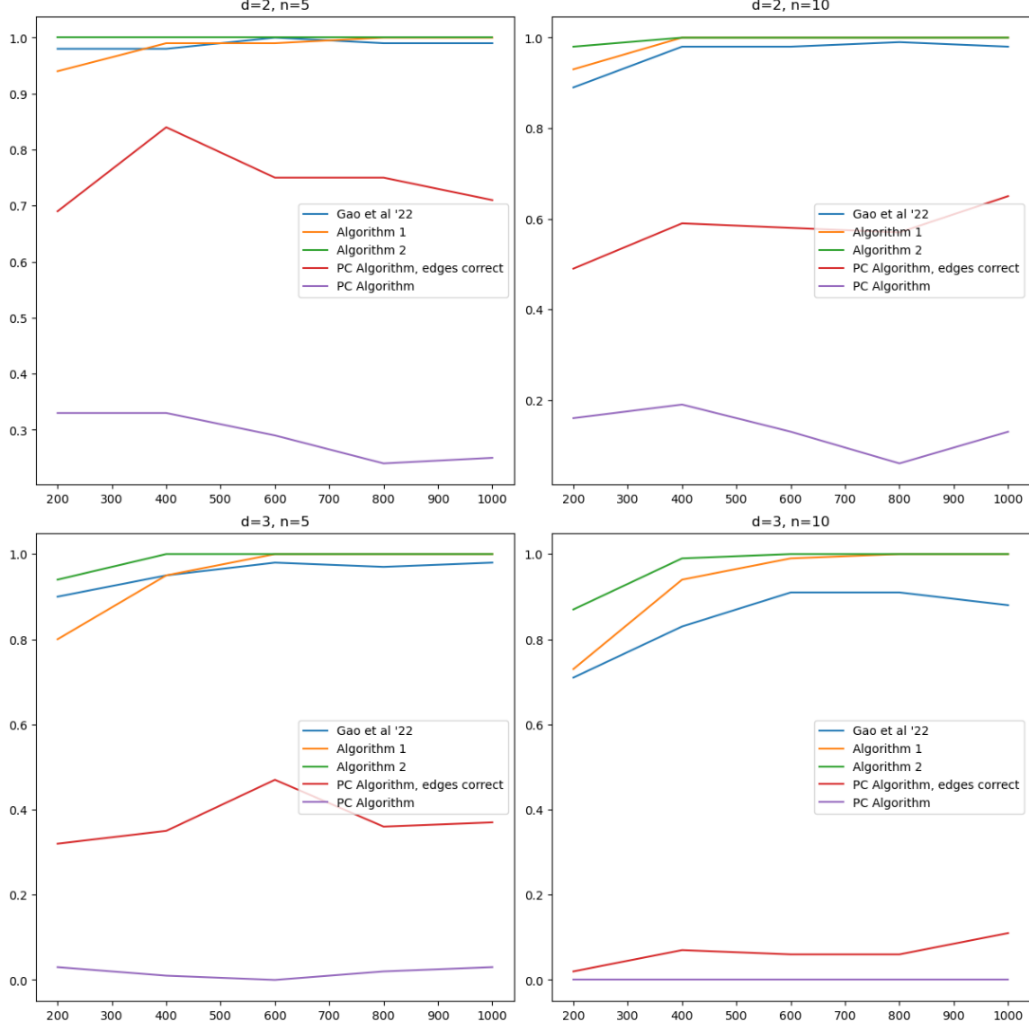 d=2, n=5
1.0
0.9
0.8
0.7
0.6
0.5
0.4
0.3
Gao et al '22
Algorithm 1
Algorithm 2
PC Algorithm, edges correct
PC Algorithm
200 300 400 500 600 700 800 900 1000
d=2, n=10
1.0
0.8
0.6
0.4
0.2
Gao et al '22
Algorithm 1
Algorithm 2
PC Algorithm, edges correct
PC Algorithm
200 300 400 500 600 700 800 900 1000
d=3, n=5
1.0
0.8
0.6
0.4
0.2
0.0
Gao et al '22
Algorithm 1
Algorithm 2
PC Algorithm, edges correct
PC Algorithm
200 300 400 500 600 700 800 900 1000
d=3, n=10
1.0
0.8
0.6
0.4
0.2
0.0
Gao et al '22
Algorithm 1
Algorithm 2
PC Algorithm, edges correct
PC Algorithm
200 300 400 500 600 700 800 900 1000